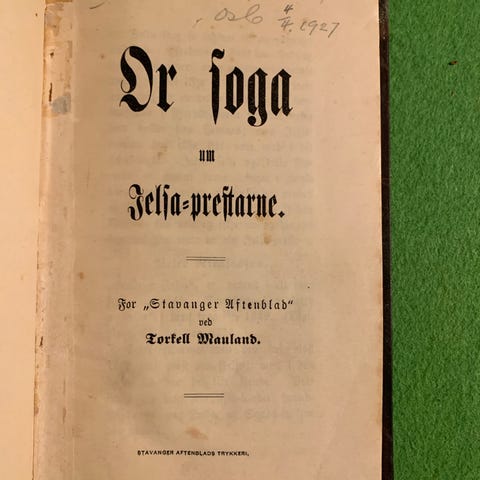 Oslo 4/4. 1927
Or soga
um
Jelsa-prestarne.
For „Stavanger Aftenblad"
ved
Torkell Mauland.
STAVANGER AFTENBLADS TRYKKERI.